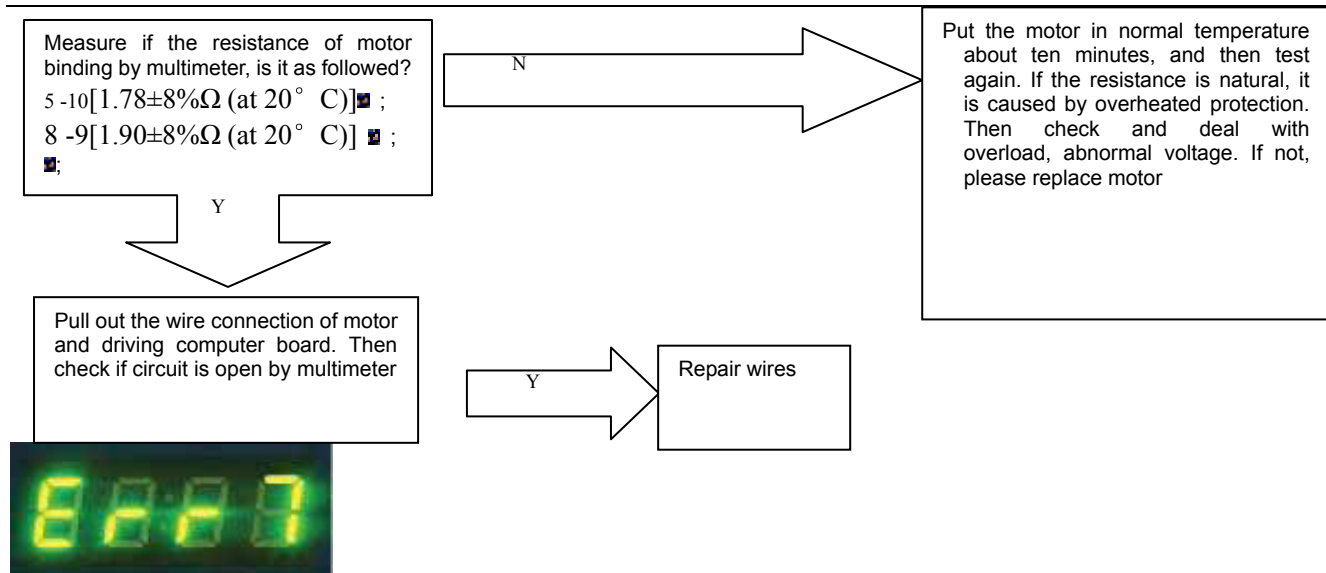 Measure if the resistance of motor
binding by multimeter, is it as followed?
5 -10[1.78±8%Ω (at 20° C)] ;
8 -9[1.90±8%Ω (at 20° C)] ;
;
N
Put the motor in normal temperature
about ten minutes, and then test
again. If the resistance is natural, it
is caused by overheated protection.
Then check and deal with
overload, abnormal voltage. If not,
please replace motor
Y
Pull out the wire connection of motor
and driving computer board. Then
check if circuit is open by multimeter
Y
Repair wires
Err7